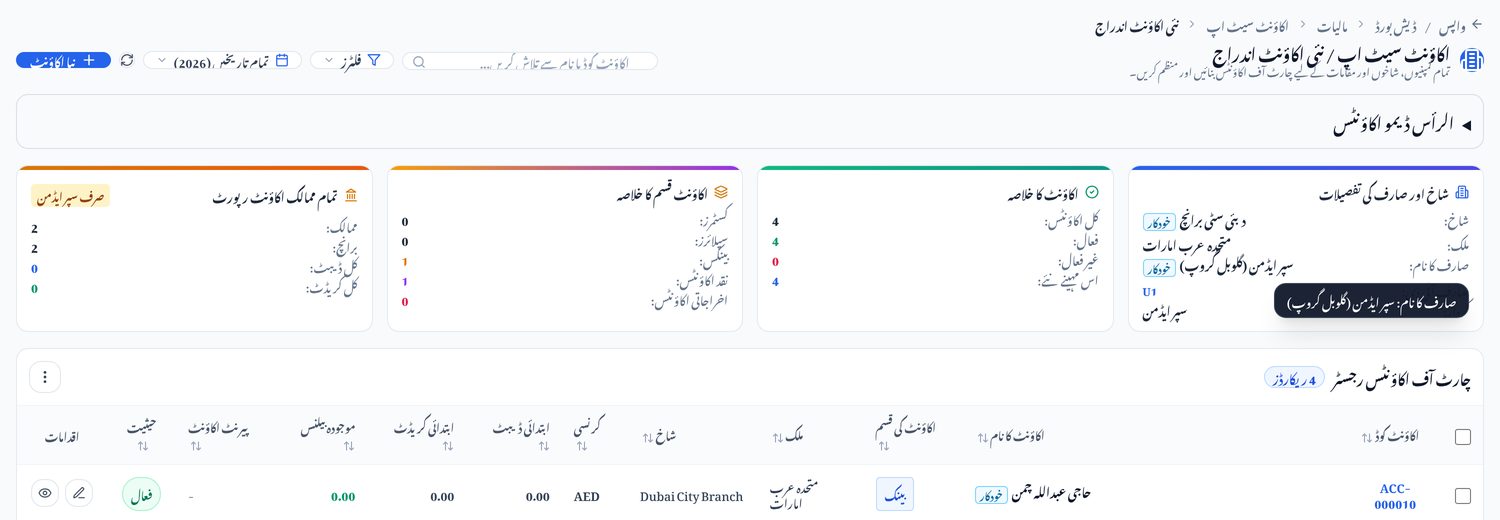 ← واپس / ڈیش بورڈ › مالیات › اکاؤنٹ سیٹ اپ › نئی اکاؤنٹ اندراج
اکاؤنٹ سیٹ اپ / نئی اکاؤنٹ اندراج
تمام کمپنیوں، شاخوں اور مقامات کے لیے چارٹ آف اکاؤنٹس بنائیں اور منظم کریں۔
اکاؤنٹ کوڈ یا نام سے تلاش کریں...
فلٹرز
تمام تاریخیں (2026)
نیا اکاؤنٹ
الرأس ڈیمو اکاؤنٹس
شاخ اور صارف کی تفصیلات
شاخ: دبئی سٹی برانچ خودکار
ملک: متحدہ عرب امارات
صارف کا نام: سپر ایڈمن (گلوبل گروپ) خودکار
U1
صارف کا نام: سپر ایڈمن (گلوبل گروپ)
سپر ایڈمن
اکاؤنٹ کا خلاصہ
کل اکاؤنٹس: 4
فعال: 4
غیر فعال: 0
اس مہینے نئے: 4
اکاؤنٹ قسم کا خلاصہ
کسٹمرز: 0
سپلائرز: 0
بینکس: 1
نقد اکاؤنٹس: 1
اخراجاتی اکاؤنٹس: 0
تمام ممالک اکاؤنٹ رپورٹ صرف سپر ایڈمن
ممالک: 2
برانچ: 2
کل ڈیبٹ: 0
کل کریڈٹ: 0
چارٹ آف اکاؤنٹس رجسٹر 4 ریکارڈز
اکاؤنٹ کوڈ اکاؤنٹ کا نام اکاؤنٹ کی قسم ملک شاخ کرنسی ابتدائی ڈیبٹ ابتدائی کریڈٹ موجودہ بیلنس پیرنٹ اکاؤنٹ حیثیت اقدامات
ACC-000010 حاجی عبداللہ چمن خودکار بینک متحدہ عرب امارات Dubai City Branch AED 0.00 0.00 0.00 - فعال